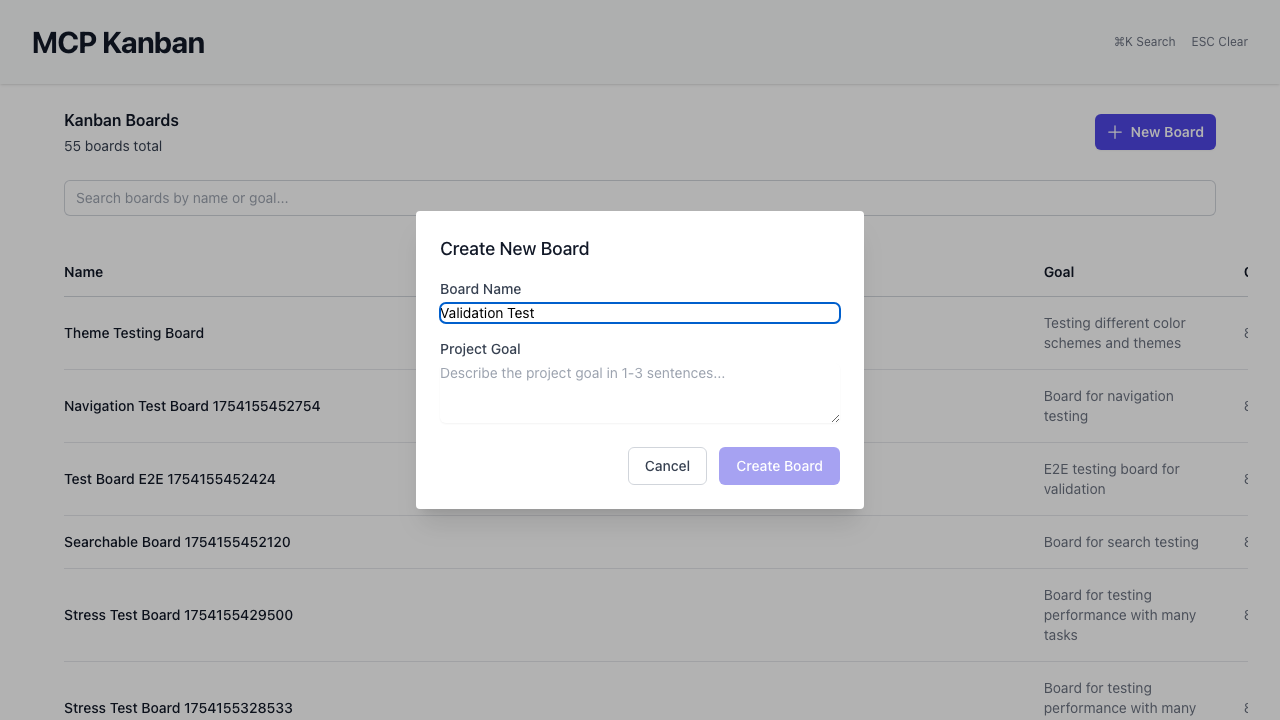 MCP Kanban
⌘K Search
ESC Clear
Kanban Boards
55 boards total
New Board
Search boards by name or goal...
Create New Board
Board Name
Validation Test
Project Goal
Describe the project goal in 1-3 sentences...
Cancel
Create Board
Name
Goal
Theme Testing Board
Testing different color
schemes and themes
Navigation Test Board 1754155452754
Board for navigation
testing
Test Board E2E 1754155452424
E2E testing board for
validation
Searchable Board 1754155452120
Board for search testing
Stress Test Board 1754155429500
Board for testing
performance with many
tasks
Stress Test Board 1754155328533
Board for testing
performance with many